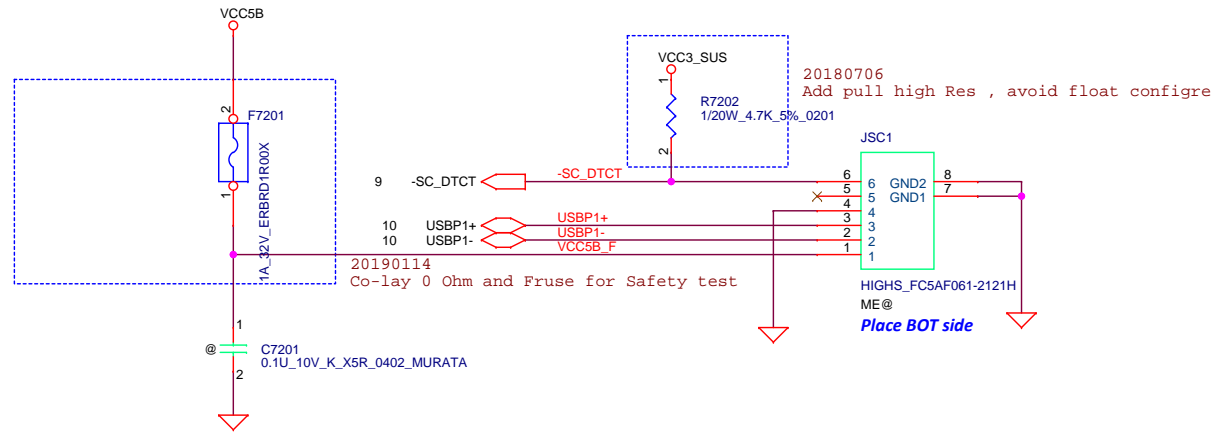 VCC5B
2
F7201
1
1A_32V_ERBRD1R00X
VCC3_SUS
1
R7202
1/20W_4.7K_5%_0201
2
20180706
Add pull high Res , avoid float configre
JSC1
9 -SC_DTCT -SC_DTCT 6 6 GND2 8
5 5 GND1 7
4 4
10 USBP1+ USBP1+ 3 3
10 USBP1- USBP1- 2 2
VCC5B_F 1 1
20190114
Co-lay 0 Ohm and Fruse for Safety test
HIGHS_FC5AF061-2121H
ME@
Place BOT side
1
@ C7201
0.1U_10V_K_X5R_0402_MURATA
2